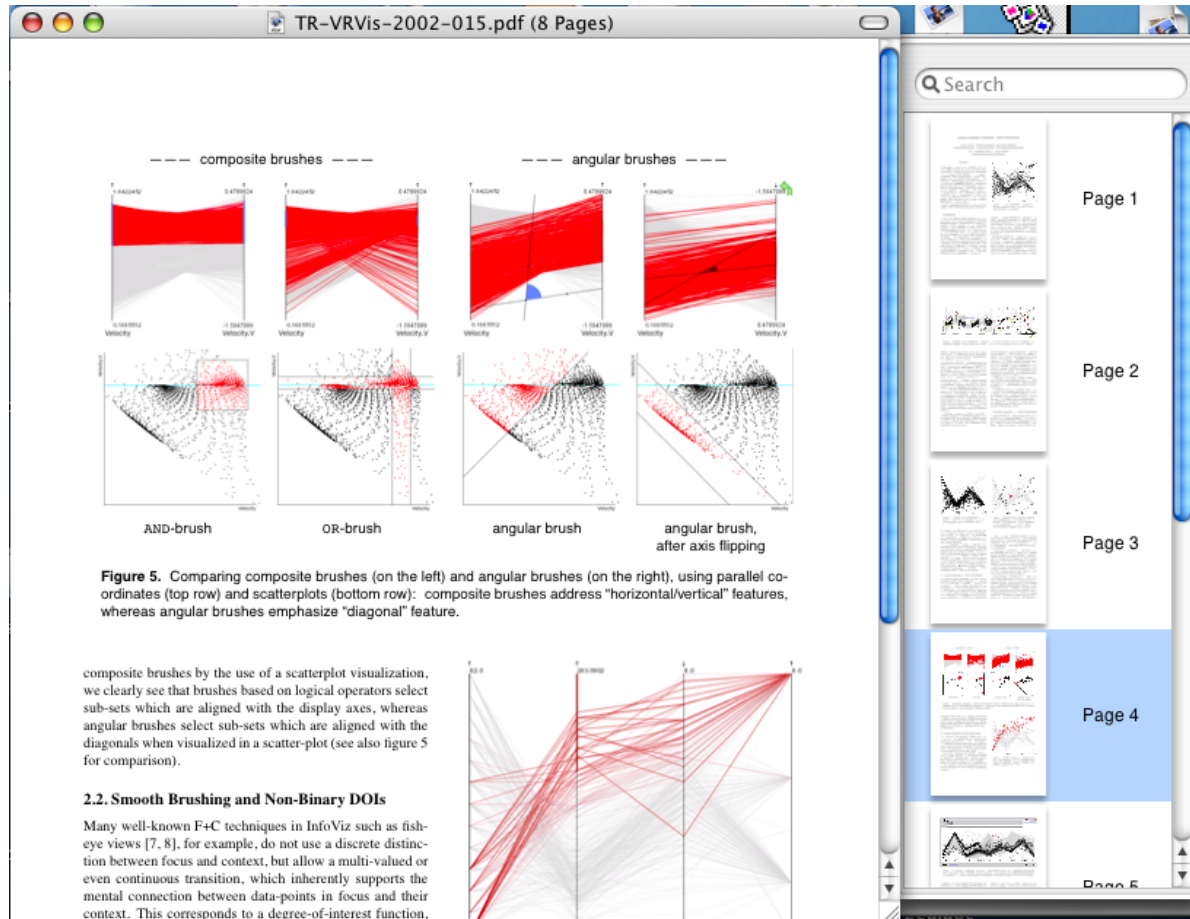 TR-VRVis-2002-015.pdf (8 Pages)
Search
— — — composite brushes — — —
— — — angular brushes — — —
Velocity
Velocity.V
Velocity
Velocity.V
Velocity
Velocity.V
Velocity
Velocity.V
AND-brush
OR-brush
angular brush
angular brush,
after axis flipping
Figure 5. Comparing composite brushes (on the left) and angular brushes (on the right), using parallel co-
ordinates (top row) and scatterplots (bottom row): composite brushes address “horizontal/vertical” features,
whereas angular brushes emphasize “diagonal” feature.
composite brushes by the use of a scatterplot visualization,
we clearly see that brushes based on logical operators select
sub-sets which are aligned with the display axes, whereas
angular brushes select sub-sets which are aligned with the
diagonals when visualized in a scatter-plot (see also figure 5
for comparison).
2.2. Smooth Brushing and Non-Binary DOIs
Many well-known F+C techniques in InfoViz such as fish-
eye views [7, 8], for example, do not use a discrete distinc-
tion between focus and context, but allow a multi-valued or
even continuous transition, which inherently supports the
mental connection between data-points in focus and their
context. This corresponds to a degree-of-interest function,
Page 1
Page 2
Page 3
Page 4
Page 5